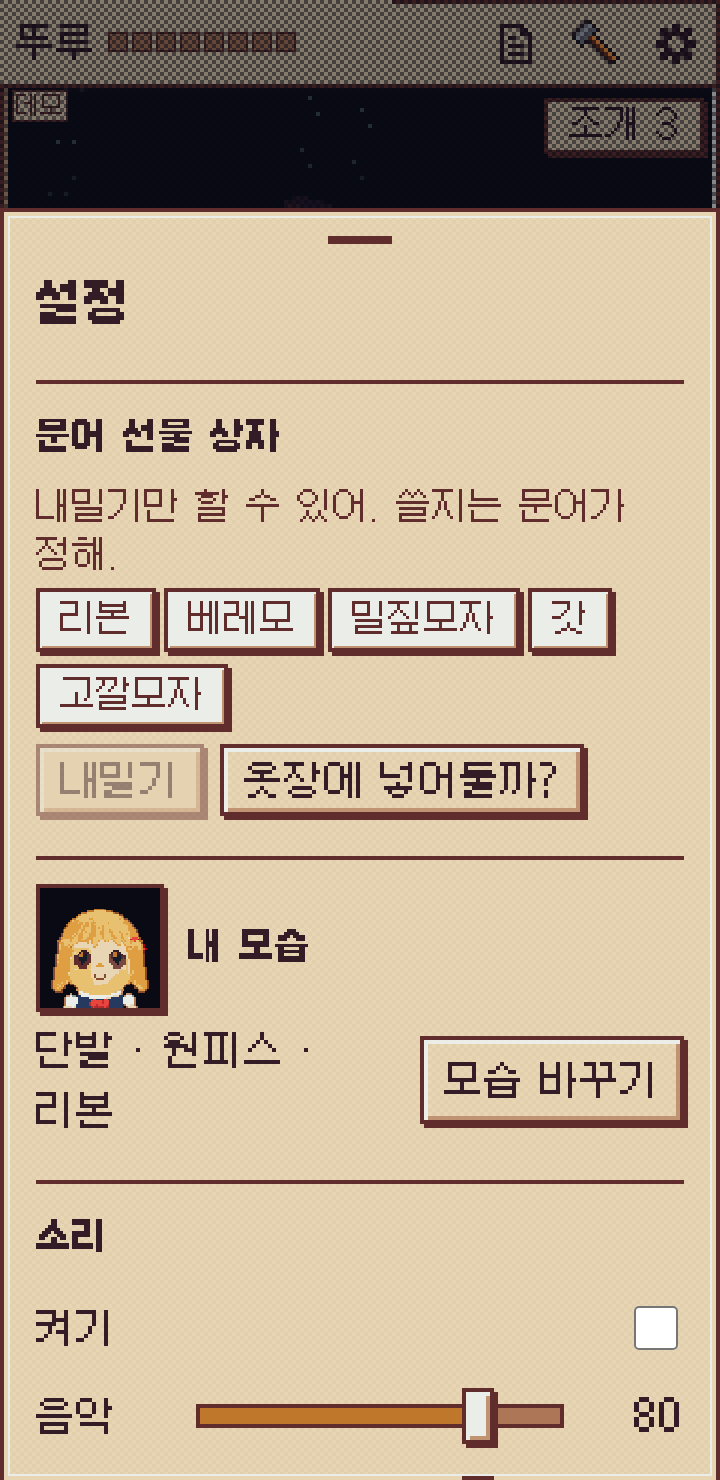 뚜루
데모
조개 3
설정
문어 선물 상자
내밀기만 할 수 있어. 쓸지는 문어가
정해.
리본 베레모 밀짚모자 갓
고깔모자
내밀기 옷장에 넣어둘까?
내 모습
단발 · 원피스 ·
리본
모습 바꾸기
소리
켜기
음악 80